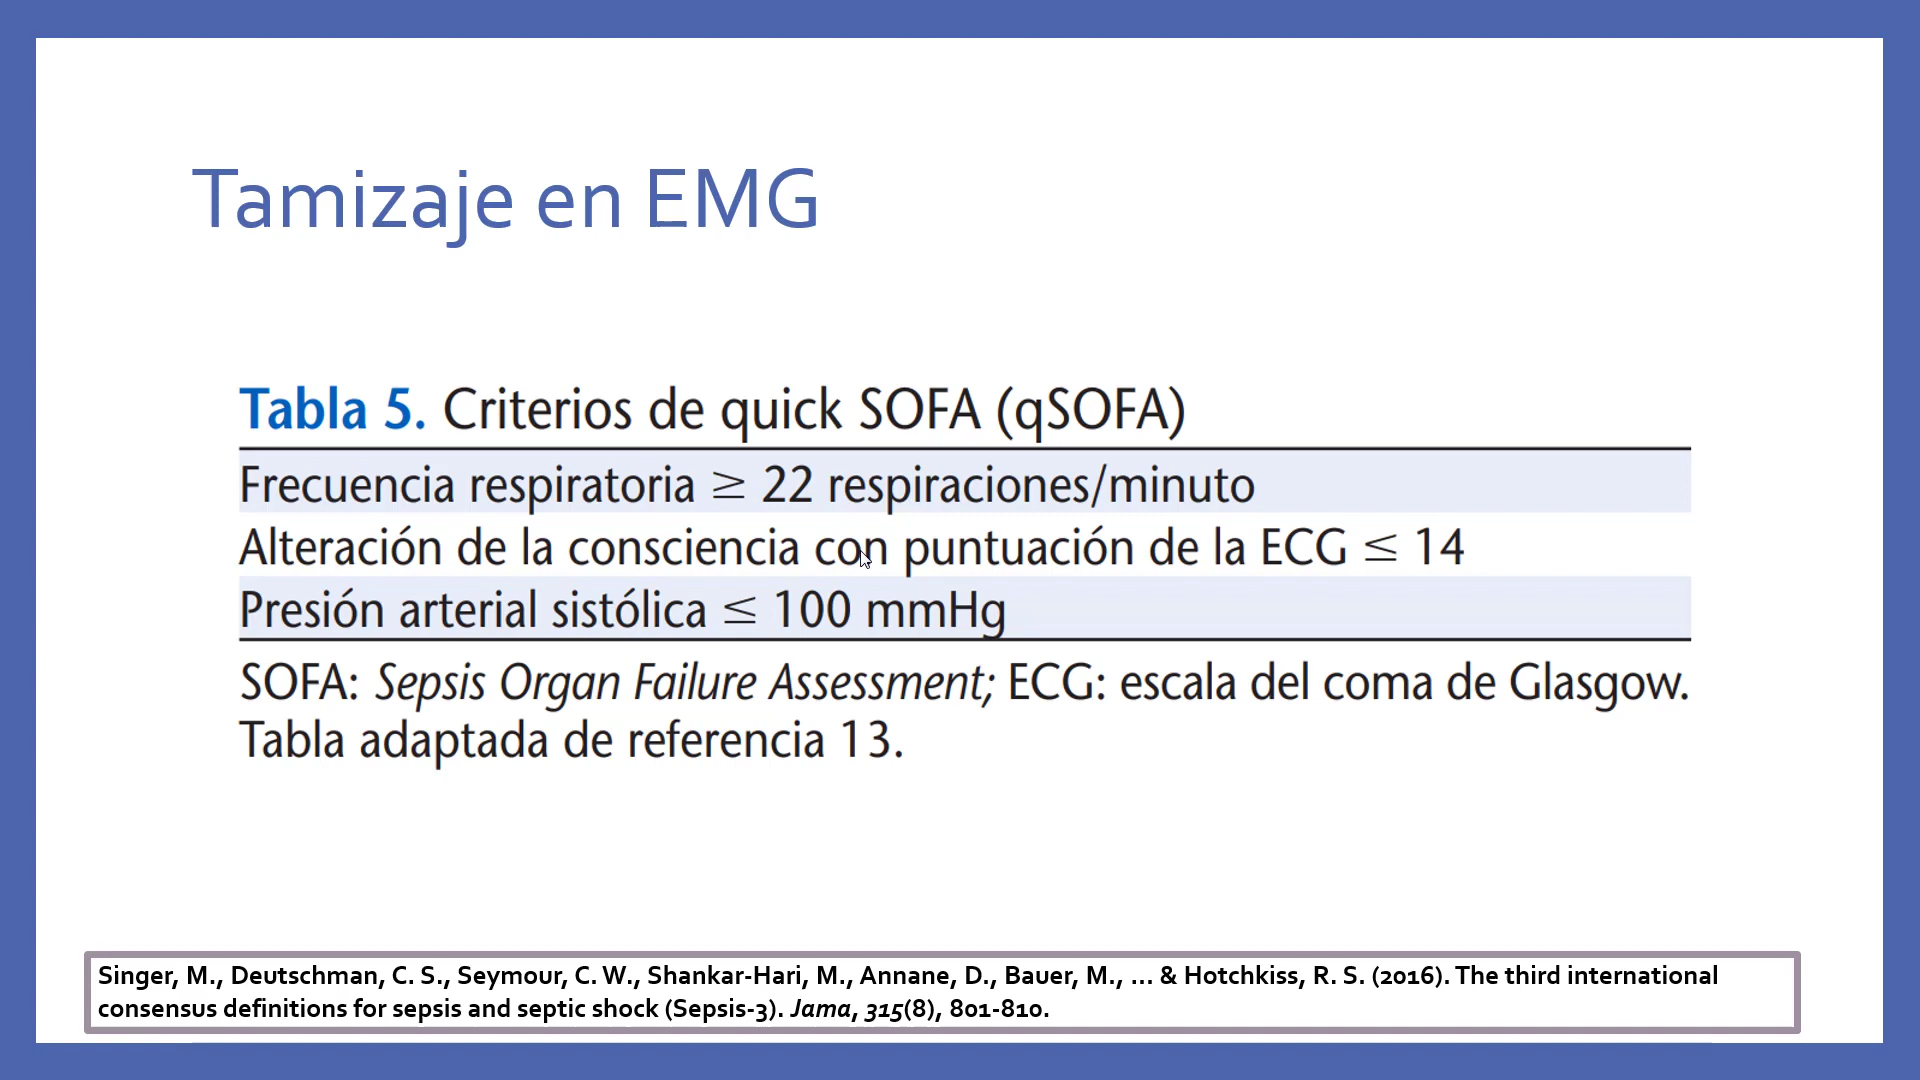 Tamizaje en EMG
Tabla 5. Criterios de quick SOFA (qSOFA)
Frecuencia respiratoria ≥ 22 respiraciones/minuto
Alteración de la consciencia con puntuación de la ECG ≤ 14
Presión arterial sistólica ≤ 100 mmHg
SOFA: Sepsis Organ Failure Assessment; ECG: escala del coma de Glasgow.
Tabla adaptada de referencia 13.
Singer, M., Deutschman, C. S., Seymour, C. W., Shankar-Hari, M., Annane, D., Bauer, M., ... & Hotchkiss, R. S. (2016). The third international
consensus definitions for sepsis and septic shock (Sepsis-3). Jama, 315(8), 801-810.